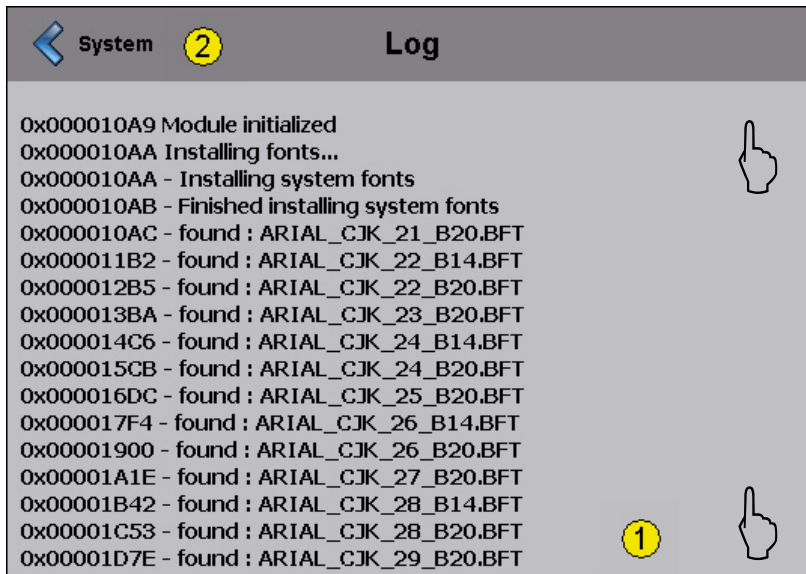 System
2
Log
0x000010A9 Module initialized
0x000010AA Installing fonts...
0x000010AA - Installing system fonts
0x000010AB - Finished installing system fonts
0x000010AC - found : ARIAL_CJK_21_B20.BFT
0x000011B2 - found : ARIAL_CJK_22_B14.BFT
0x000012B5 - found : ARIAL_CJK_22_B20.BFT
0x000013BA - found : ARIAL_CJK_23_B20.BFT
0x000014C6 - found : ARIAL_CJK_24_B14.BFT
0x000015CB - found : ARIAL_CJK_24_B20.BFT
0x000016DC - found : ARIAL_CJK_25_B20.BFT
0x000017F4 - found : ARIAL_CJK_26_B14.BFT
0x00001900 - found : ARIAL_CJK_26_B20.BFT
0x00001A1E - found : ARIAL_CJK_27_B20.BFT
0x00001B42 - found : ARIAL_CJK_28_B14.BFT
0x00001C53 - found : ARIAL_CJK_28_B20.BFT
0x00001D7E - found : ARIAL_CJK_29_B20.BFT
1